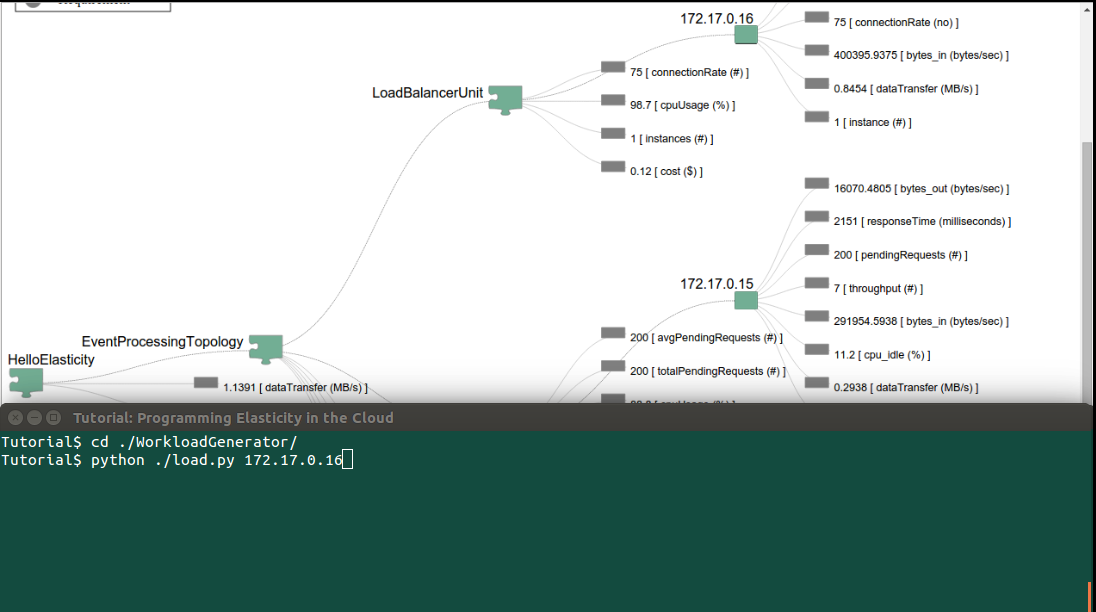 172.17.0.16
75 [ connectionRate (no) ]
400395.9375 [ bytes_in (bytes/sec) ]
0.8454 [ dataTransfer (MB/s) ]
1 [ instance (#) ]
LoadBalancerUnit
75 [ connectionRate (#) ]
98.7 [ cpuUsage (%) ]
1 [ instances (#) ]
0.12 [ cost ($) ]
16070.4805 [ bytes_out (bytes/sec) ]
2151 [ responseTime (milliseconds) ]
200 [ pendingRequests (#) ]
172.17.0.15
7 [ throughput (#) ]
291954.5938 [ bytes_in (bytes/sec) ]
11.2 [ cpu_idle (%) ]
0.2938 [ dataTransfer (MB/s) ]
200 [ avgPendingRequests (#) ]
200 [ totalPendingRequests (#) ]
EventProcessingTopology
HelloElasticity
1.1391 [ dataTransfer (MB/s) ]
Tutorial: Programming Elasticity in the Cloud
Tutorial$ cd ./WorkloadGenerator/
Tutorial$ python ./load.py 172.17.0.16